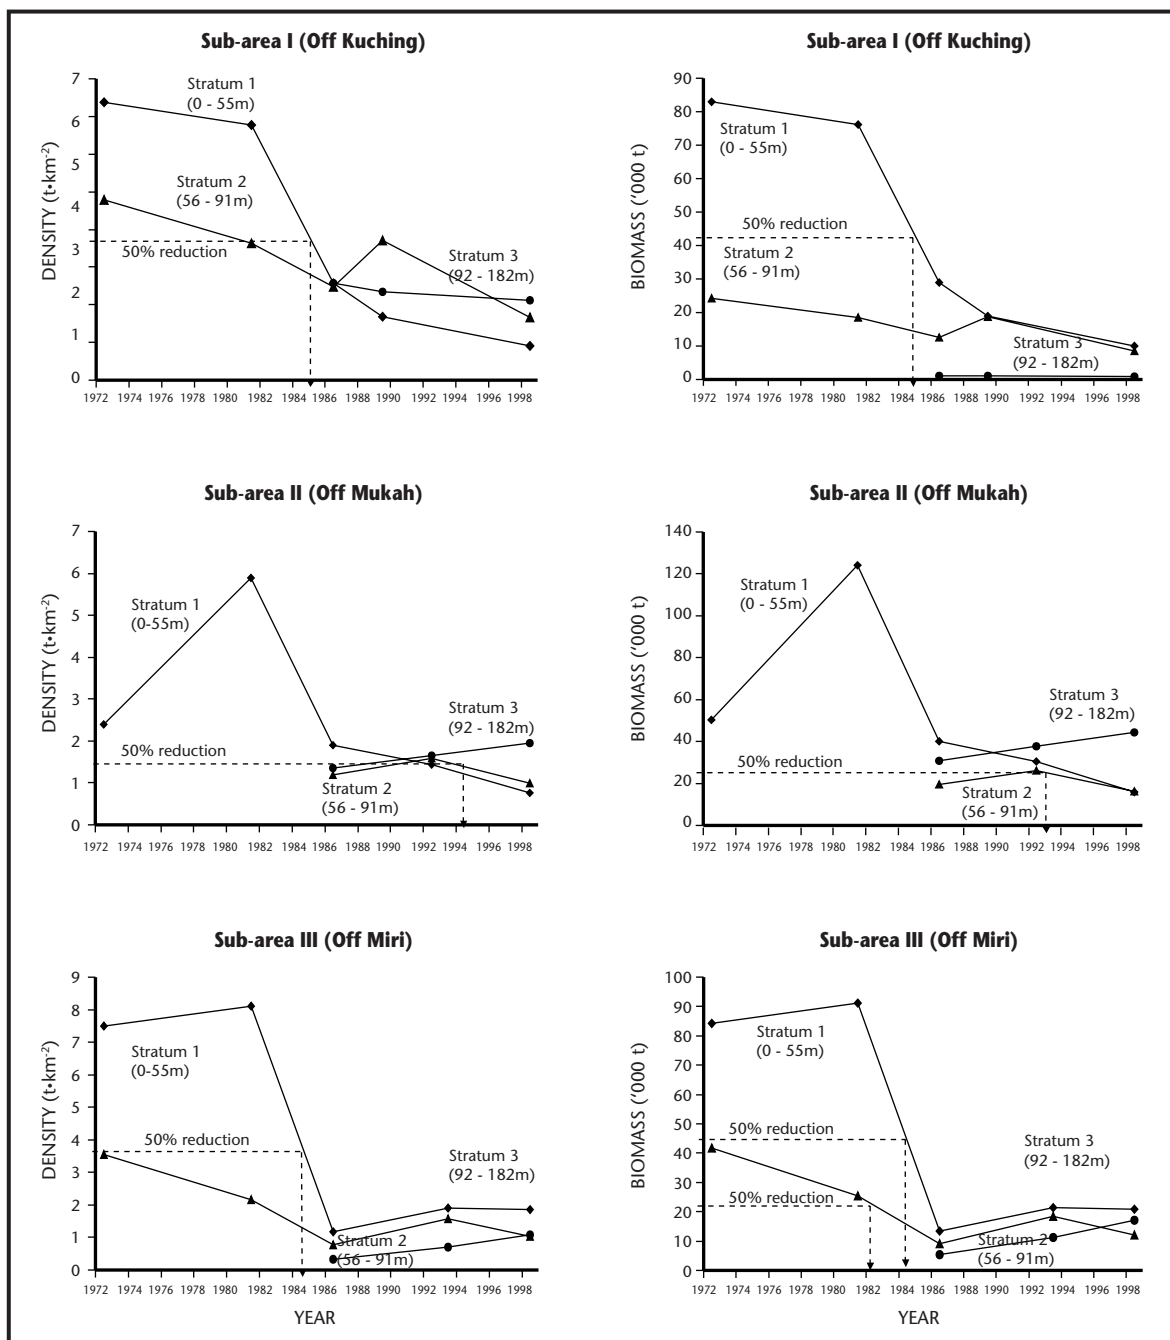 Sub-area I (Off Kuching)
DENSITY (t•km-2)
7
6
5
4
3
2
1
0
Stratum 1
(0 - 55m)
Stratum 2
(56 - 91m)
50% reduction
Stratum 3
(92 - 182m)
1972 1974 1976 1978 1980 1982 1984 1986 1988 1990 1992 1994 1996 1998
Sub-area I (Off Kuching)
BIOMASS ('000 t)
90
80
70
60
50
40
30
20
10
0
Stratum 1
(0 - 55m)
50% reduction
Stratum 2
(56 - 91m)
Stratum 3
(92 - 182m)
1972 1974 1976 1978 1980 1982 1984 1986 1988 1990 1992 1994 1996 1998
Sub-area II (Off Mukah)
DENSITY (t•km-2)
7
6
5
4
3
2
1
0
Stratum 1
(0-55m)
Stratum 3
(92 - 182m)
50% reduction
Stratum 2
(56 - 91m)
1972 1974 1976 1978 1980 1982 1984 1986 1988 1990 1992 1994 1996 1998
Sub-area II (Off Mukah)
BIOMASS ('000 t)
140
120
100
80
60
40
20
0
Stratum 1
(0 - 55m)
Stratum 3
(92 - 182m)
50% reduction
Stratum 2
(56 - 91m)
1972 1974 1976 1978 1980 1982 1984 1986 1988 1990 1992 1994 1996 1998
Sub-area III (Off Miri)
DENSITY (t•km-2)
9
8
7
6
5
4
3
2
1
0
Stratum 1
(0-55m)
50% reduction
Stratum 3
(92 - 182m)
Stratum 2
(56 - 91m)
1972 1974 1976 1978 1980 1982 1984 1986 1988 1990 1992 1994 1996 1998
YEAR
Sub-area III (Off Miri)
BIOMASS ('000 t)
100
90
80
70
60
50
40
30
20
10
0
Stratum 1
(0 - 55m)
50% reduction
Stratum 3
(92 - 182m)
50% reduction
Stratum 2
(56 - 91m)
1972 1974 1976 1978 1980 1982 1984 1986 1988 1990 1992 1994 1996 1998
YEAR